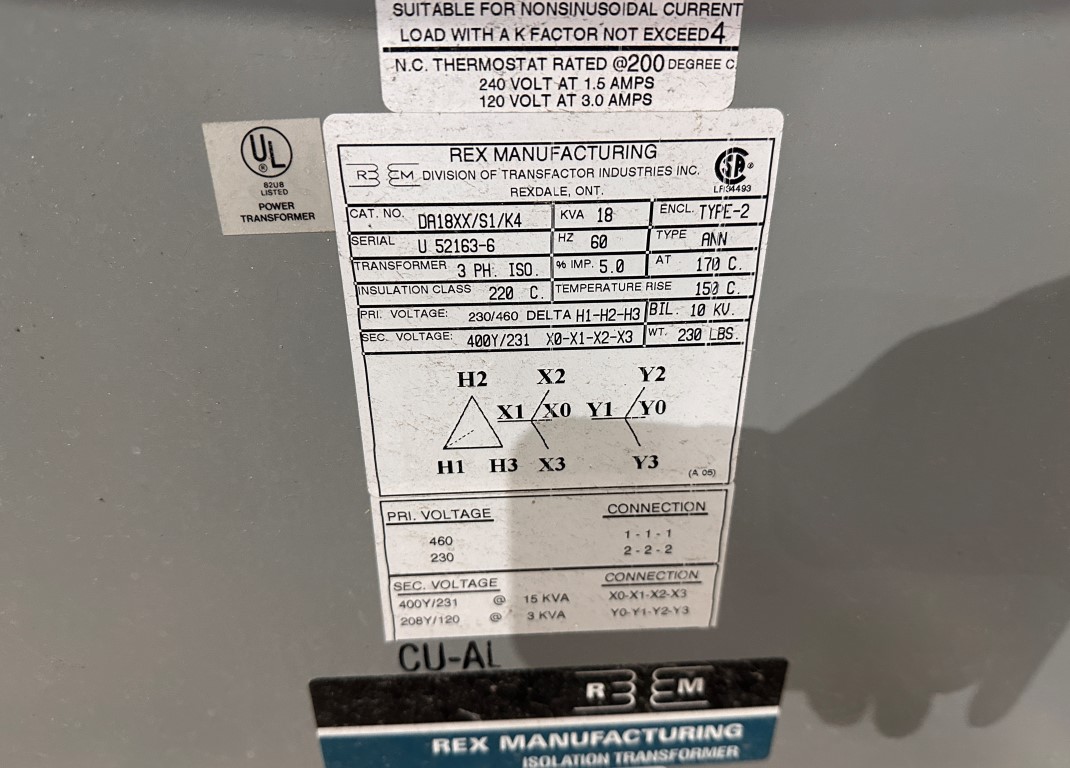 SUITABLE FOR NONSINUSOIDAL CURRENT
LOAD WITH A K FACTOR NOT EXCEED 4
N.C. THERMOSTAT RATED @200 DEGREE C.
240 VOLT AT 1.5 AMPS
120 VOLT AT 3.0 AMPS
UL
®
82U8
LISTED
POWER
TRANSFORMER
REX MANUFACTURING
REM DIVISION OF TRANSFACTOR INDUSTRIES INC.
REXDALE, ONT.
CSA
LR34493
CAT. NO. DA18XX/S1/K4 KVA 18 ENCL. TYPE-2
SERIAL U 52163-6 HZ 60 TYPE ANN
TRANSFORMER 3 PH. ISO. % IMP. 5.0 AT 170 C.
INSULATION CLASS 220 C. TEMPERATURE RISE 150 C.
PRI. VOLTAGE: 230/460 DELTA H1-H2-H3 BIL. 10 KV.
SEC. VOLTAGE: 400Y/231 X0-X1-X2-X3 WT. 230 LBS.
H2 X2 Y2
X1 X0 Y1 Y0
H1 H3 X3 Y3
(A 05)
PRI. VOLTAGE CONNECTION
460 1 - 1 - 1
230 2 - 2 - 2
SEC. VOLTAGE CONNECTION
400Y/231 @ 15 KVA X0-X1-X2-X3
208Y/120 @ 3 KVA Y0-Y1-Y2-Y3
CU-AL
REM
REX MANUFACTURING
ISOLATION TRANSFORMER